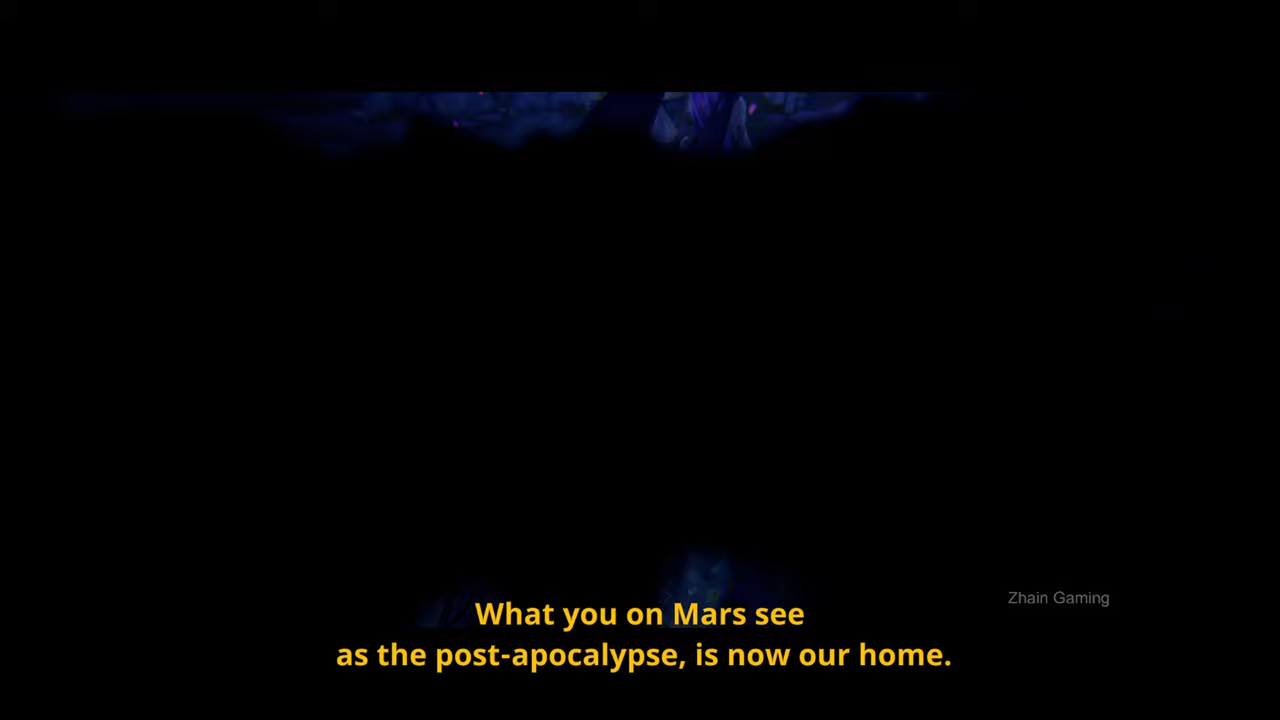 Zhain Gaming
What you on Mars see
as the post-apocalypse, is now our home.